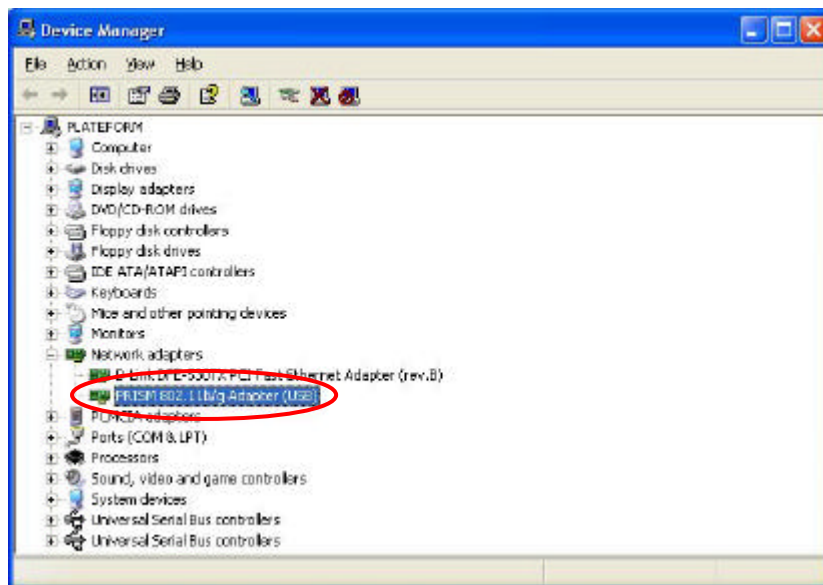 Device Manager
File Action View Help
PLATEFORM
Computer
Disk drives
Display adapters
DVD/CD-ROM drives
Floppy disk controllers
Floppy disk drives
IDE ATA/ATAPI controllers
Keyboards
Mice and other pointing devices
Monitors
Network adapters
D-Link DFE-530TX PCI Fast Ethernet Adapter (rev.B)
PRISM 802.11b/g Adapter (USB)
PCMCIA adapters
Ports (COM & LPT)
Processors
Sound, video and game controllers
System devices
Universal Serial Bus controllers
Universal Serial Bus controllers